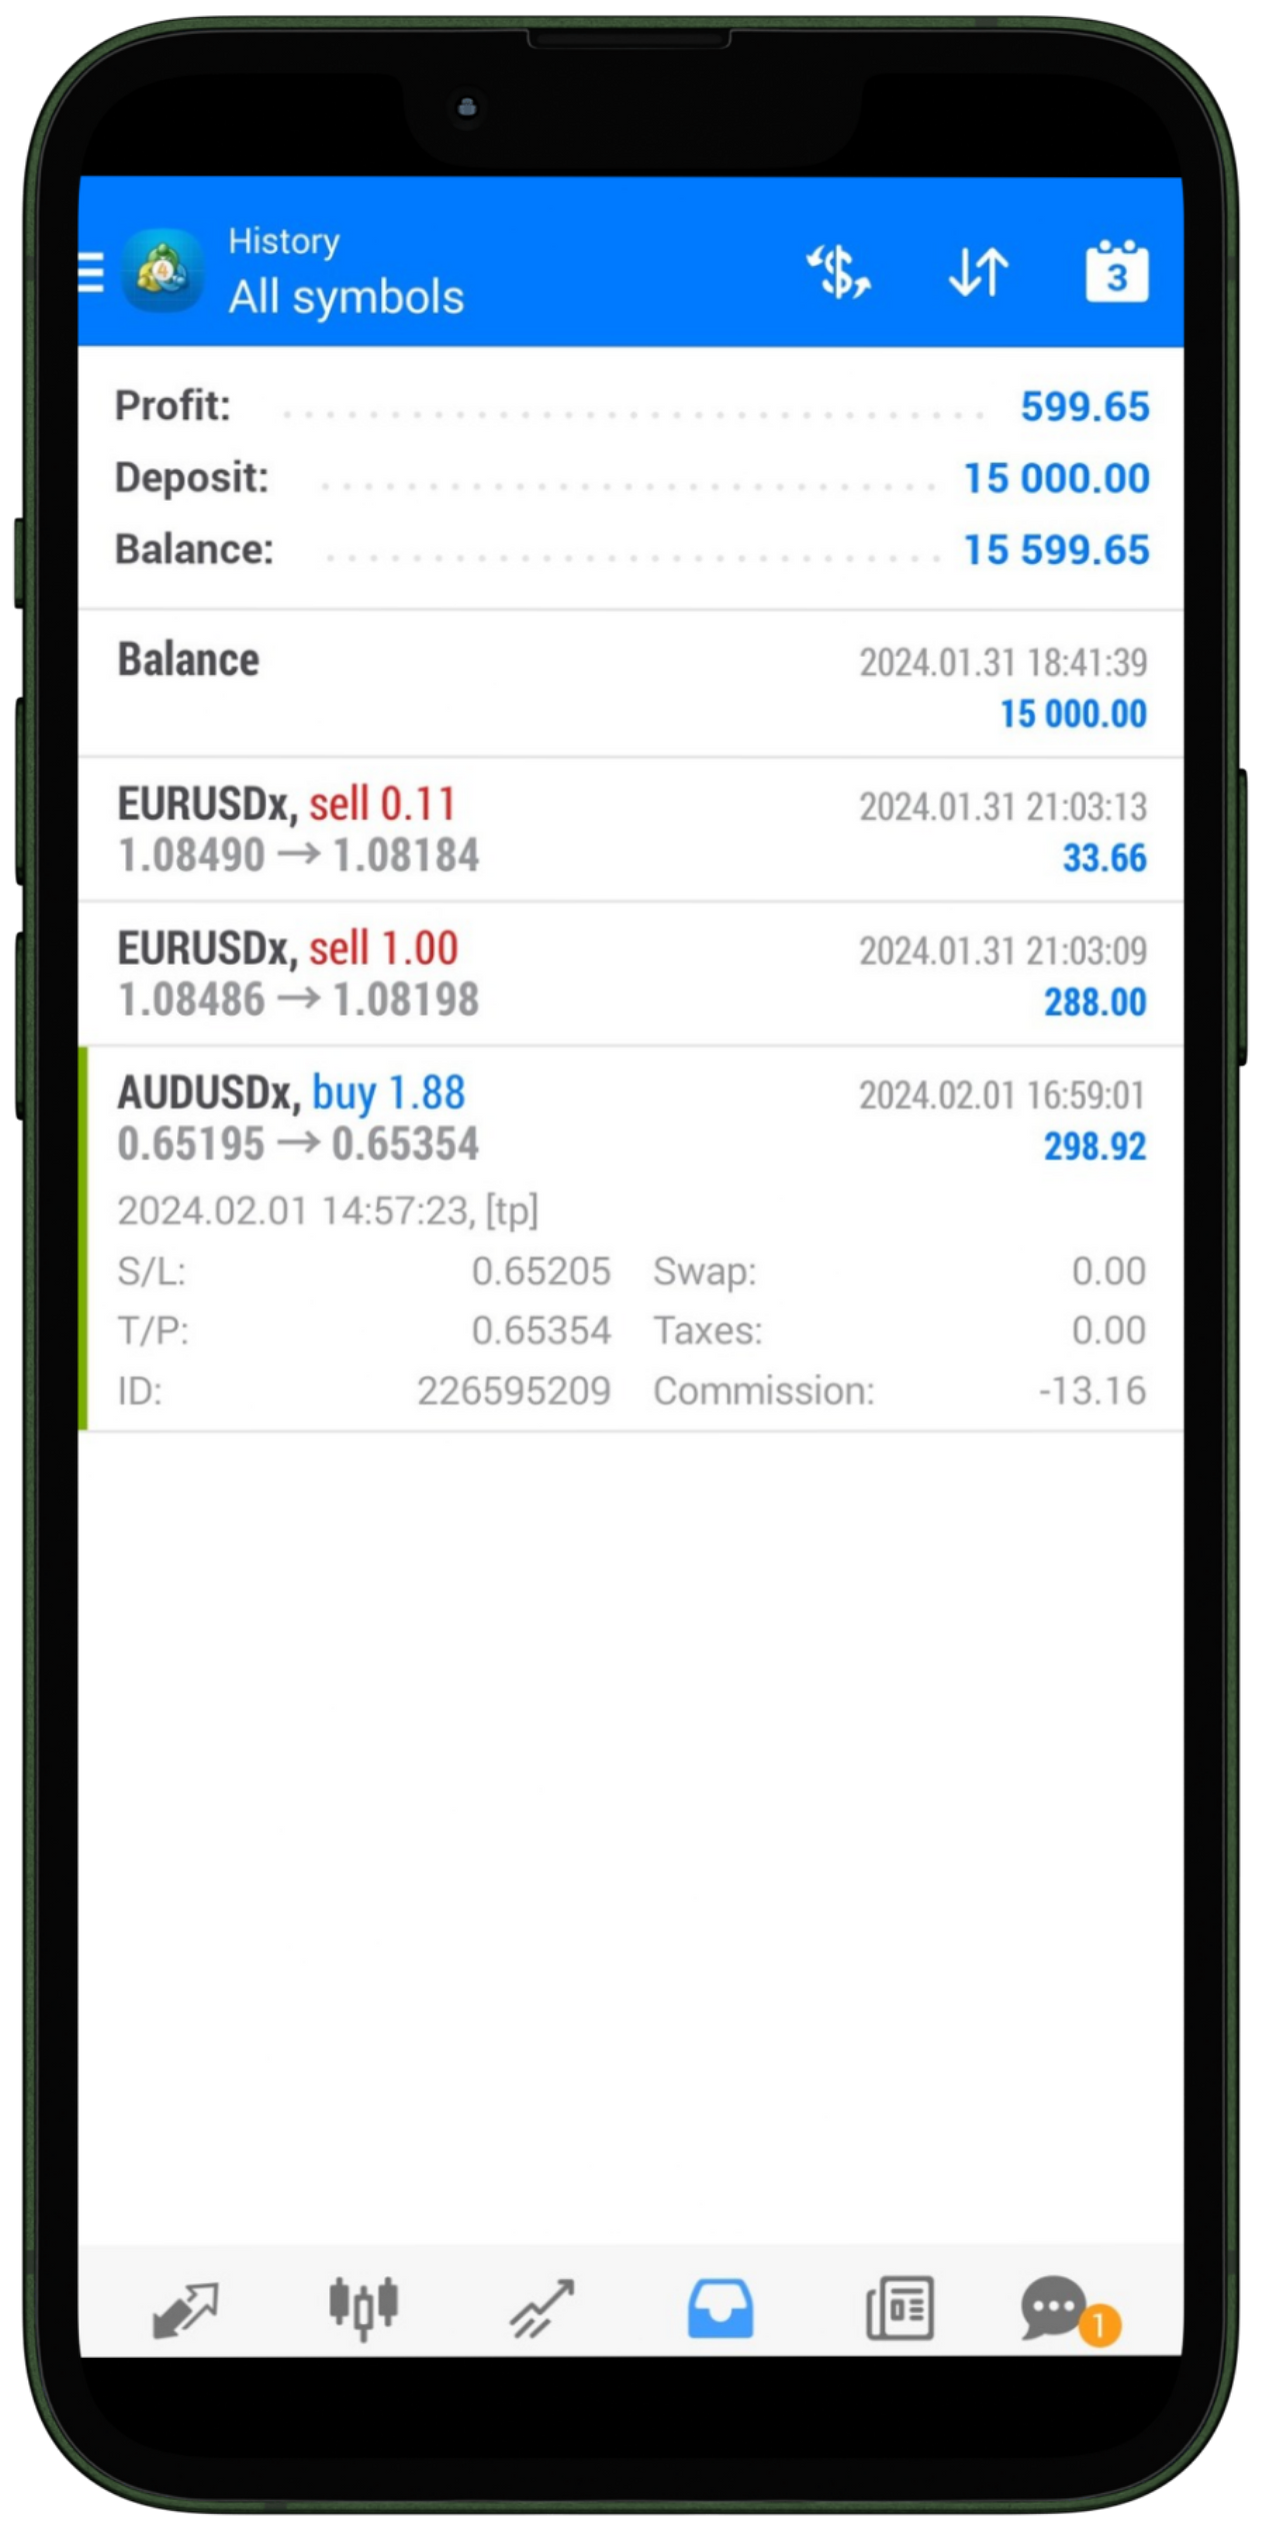 History
All symbols
3
Profit: 599.65
Deposit: 15 000.00
Balance: 15 599.65
Balance 2024.01.31 18:41:39
15 000.00
EURUSDx, sell 0.11 2024.01.31 21:03:13
1.08490 → 1.08184 33.66
EURUSDx, sell 1.00 2024.01.31 21:03:09
1.08486 → 1.08198 288.00
AUDUSDx, buy 1.88 2024.02.01 16:59:01
0.65195 → 0.65354 298.92
2024.02.01 14:57:23, [tp]
S/L: 0.65205 Swap: 0.00
T/P: 0.65354 Taxes: 0.00
ID: 226595209 Commission: -13.16
1